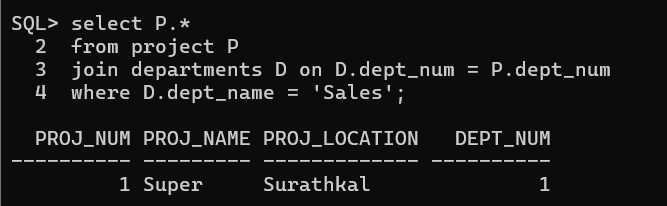 SQL> select P.*
  2  from project P
  3  join departments D on D.dept_num = P.dept_num
  4  where D.dept_name = 'Sales';

  PROJ_NUM PROJ_NAME PROJ_LOCATION   DEPT_NUM
---------- --------- ------------- ----------
         1 Super     Surathkal              1